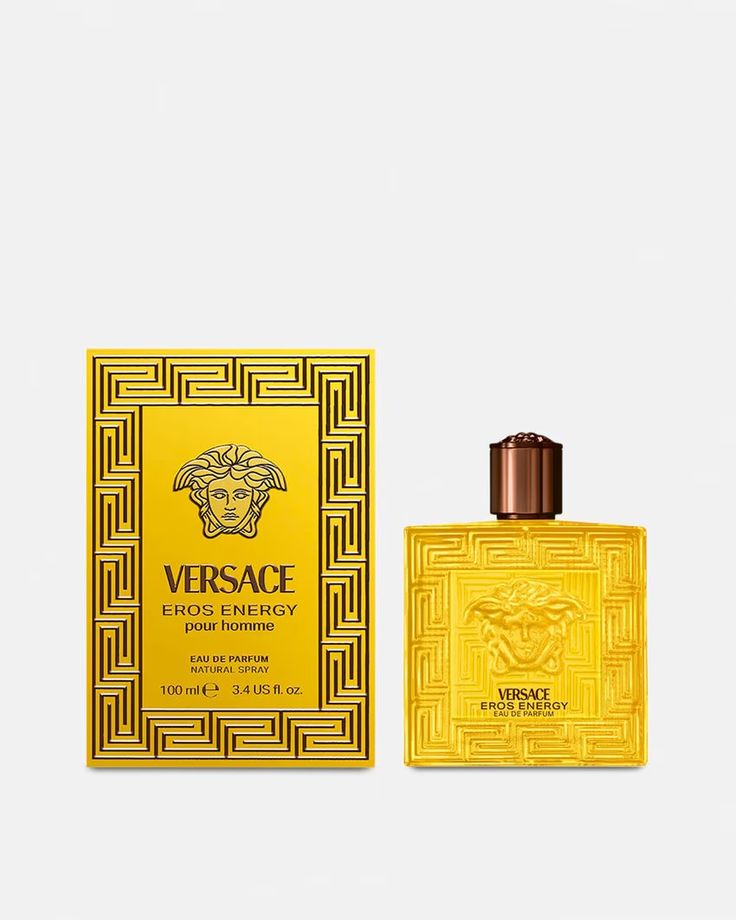 VERSACE
EROS ENERGY
pour homme
EAU DE PARFUM
NATURAL SPRAY
100 ml ℮ 3.4 US fl. oz.
VERSACE
EROS ENERGY
EAU DE PARFUM